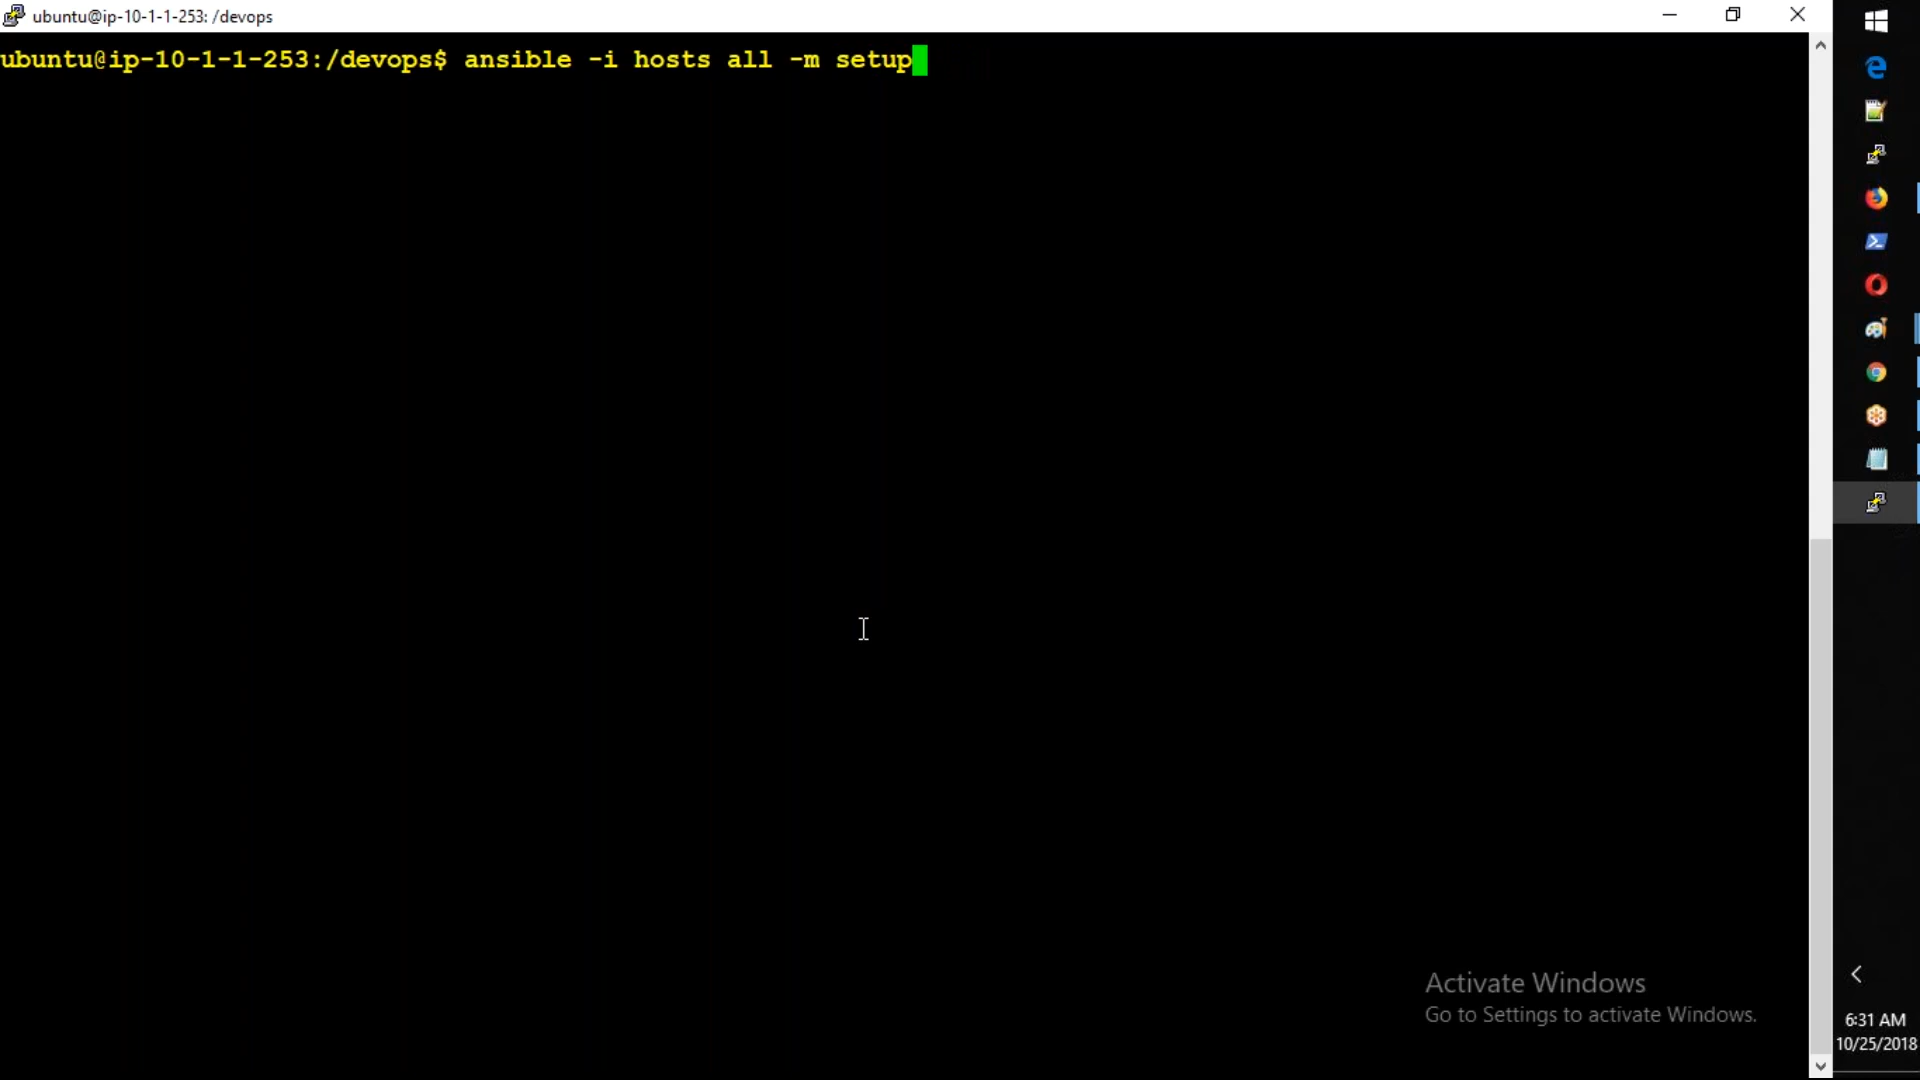 ubuntu@ip-10-1-1-253: /devops
ubuntu@ip-10-1-1-253:/devops$ ansible -i hosts all -m setup
Activate Windows
Go to Settings to activate Windows.
6:31 AM
10/25/2018